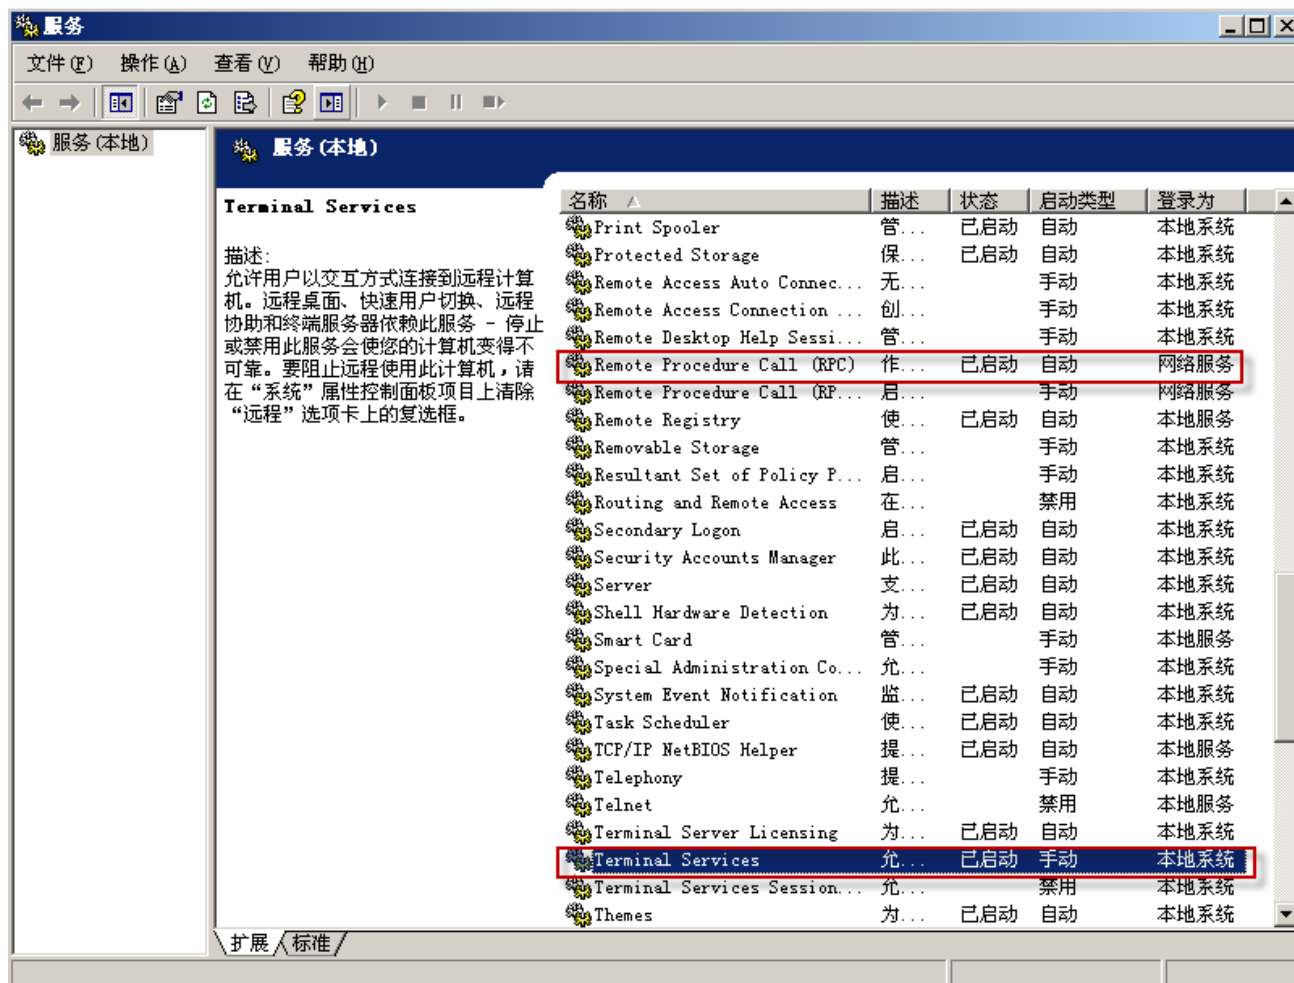 服务
文件(F) 操作(A) 查看(V) 帮助(H)
服务(本地)
服务(本地)
Terminal Services
描述:
允许用户以交互方式连接到远程计算
机。远程桌面、快速用户切换、远程
协助和终端服务器依赖此服务 - 停止
或禁用此服务会使您的计算机变得不
可靠。要阻止远程使用此计算机，请
在“系统”属性控制面板项目上清除
“远程”选项卡上的复选框。
名称 描述 状态 启动类型 登录为
Print Spooler 管... 已启动 自动 本地系统
Protected Storage 保... 已启动 自动 本地系统
Remote Access Auto Connec... 无... 手动 本地系统
Remote Access Connection ... 创... 手动 本地系统
Remote Desktop Help Sessi... 管... 手动 本地系统
Remote Procedure Call (RPC) 作... 已启动 自动 网络服务
Remote Procedure Call (RP... 启... 手动 网络服务
Remote Registry 使... 已启动 自动 本地服务
Removable Storage 管... 手动 本地系统
Resultant Set of Policy P... 启... 手动 本地系统
Routing and Remote Access 在... 禁用 本地系统
Secondary Logon 启... 已启动 自动 本地系统
Security Accounts Manager 此... 已启动 自动 本地系统
Server 支... 已启动 自动 本地系统
Shell Hardware Detection 为... 已启动 自动 本地系统
Smart Card 管... 手动 本地服务
Special Administration Co... 允... 手动 本地系统
System Event Notification 监... 已启动 自动 本地系统
Task Scheduler 使... 已启动 自动 本地系统
TCP/IP NetBIOS Helper 提... 已启动 自动 本地服务
Telephony 提... 手动 本地系统
Telnet 允... 禁用 本地服务
Terminal Server Licensing 为... 已启动 自动 本地系统
Terminal Services 允... 已启动 手动 本地系统
Terminal Services Session... 允... 禁用 本地系统
Themes 为... 已启动 自动 本地系统
扩展 标准